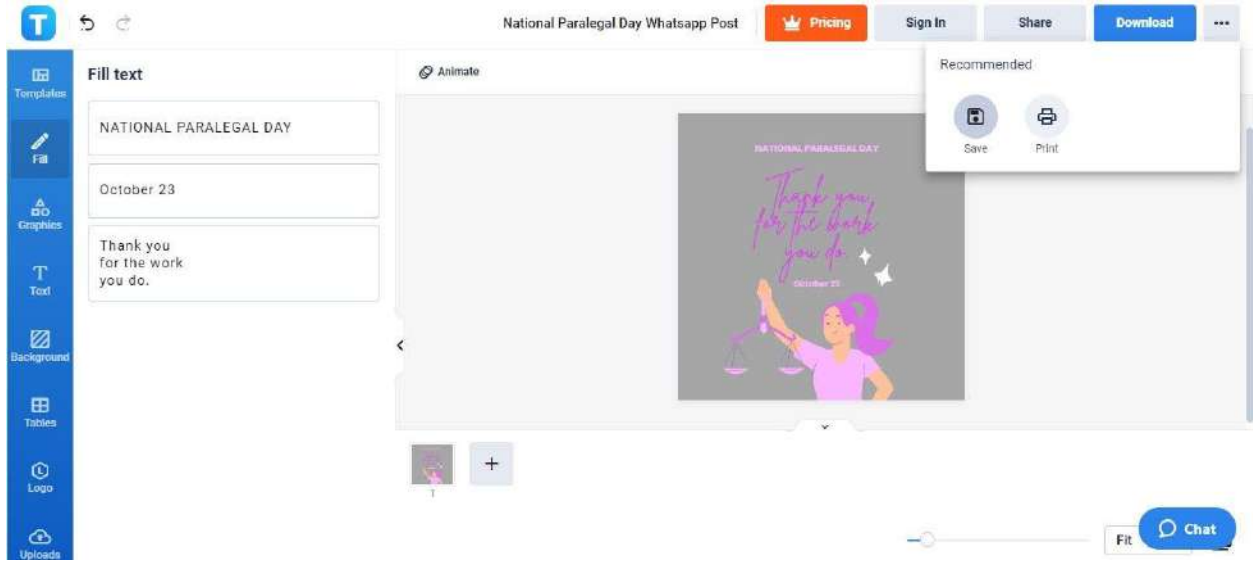 T
National Paralegal Day Whatsapp Post
Pricing
Sign In
Share
Download
Templates
Fill
Graphics
Text
Background
Tables
Logo
Uploads
Fill text
NATIONAL PARALEGAL DAY
October 23
Thank you
for the work
you do.
Animate
Recommended
Save
Print
NATIONAL PARALEGAL DAY
Thank you
for the work
you do.
October 23
1
Fit
Chat